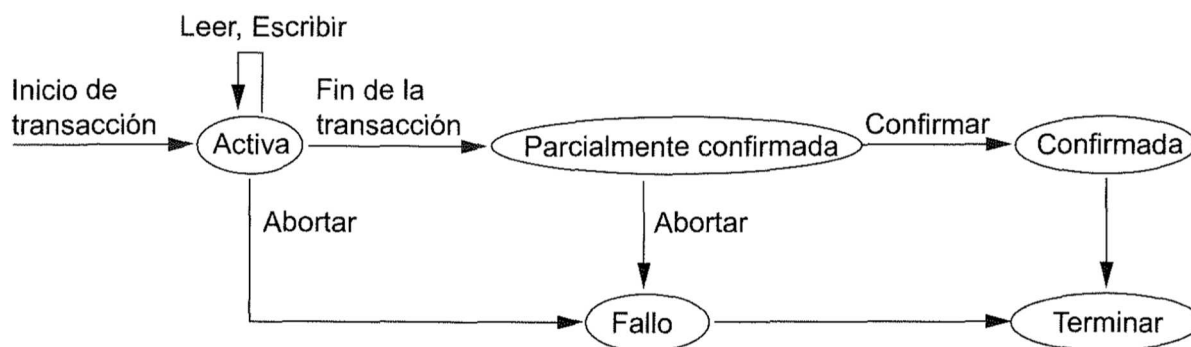 Leer, Escribir
Inicio de
transacción
Activa
Fin de la
transacción
Parcialmente confirmada
Confirmar
Confirmada
Abortar
Abortar
Fallo
Terminar